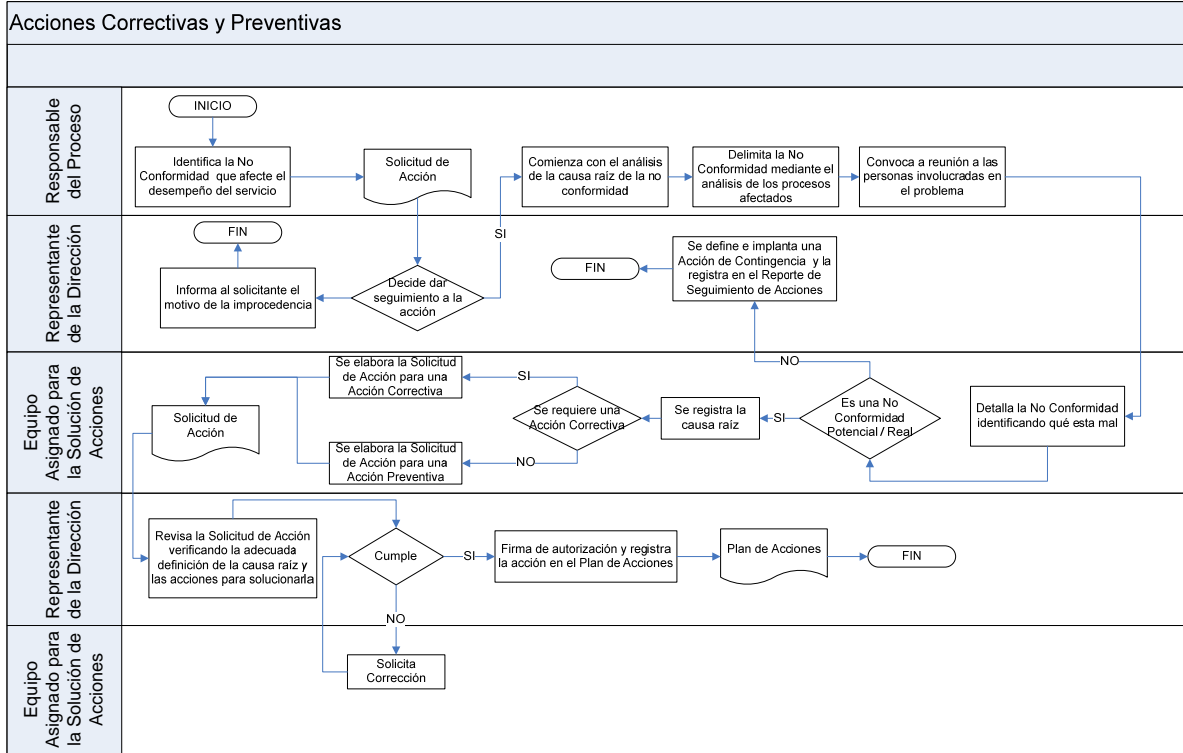 Acciones Correctivas y Preventivas
Responsable
del Proceso
INICIO
Identifica la No
Conformidad que afecte el
desempeño del servicio
Solicitud de
Acción
Comienza con el análisis
de la causa raíz de la no
conformidad
Delimita la No
Conformidad mediante el
análisis de los procesos
afectados
Convoca a reunión a las
personas involucradas en
el problema
Representante
de la Dirección
FIN
Informa al solicitante el
motivo de la improcedencia
Decide dar
seguimiento a la
acción
SI
FIN
Se define e implanta una
Acción de Contingencia y la
registra en el Reporte de
Seguimiento de Acciones
Equipo
Asignado para
la Solución de
Acciones
Solicitud de
Acción
Se elabora la Solicitud
de Acción para una
Acción Correctiva
Se elabora la Solicitud
de Acción para una
Acción Preventiva
SI
NO
Se requiere una
Acción Correctiva
Se registra la
causa raíz
SI
NO
Es una No
Conformidad
Potencial / Real
Detalla la No Conformidad
identificando qué esta mal
Representante
de la Dirección
Revisa la Solicitud de Acción
verificando la adecuada
definición de la causa raíz y
las acciones para solucionarla
Cumple
SI
Firma de autorización y registra
la acción en el Plan de Acciones
Plan de Acciones
FIN
NO
Equipo
Asignado para
la Solución de
Acciones
Solicita
Corrección